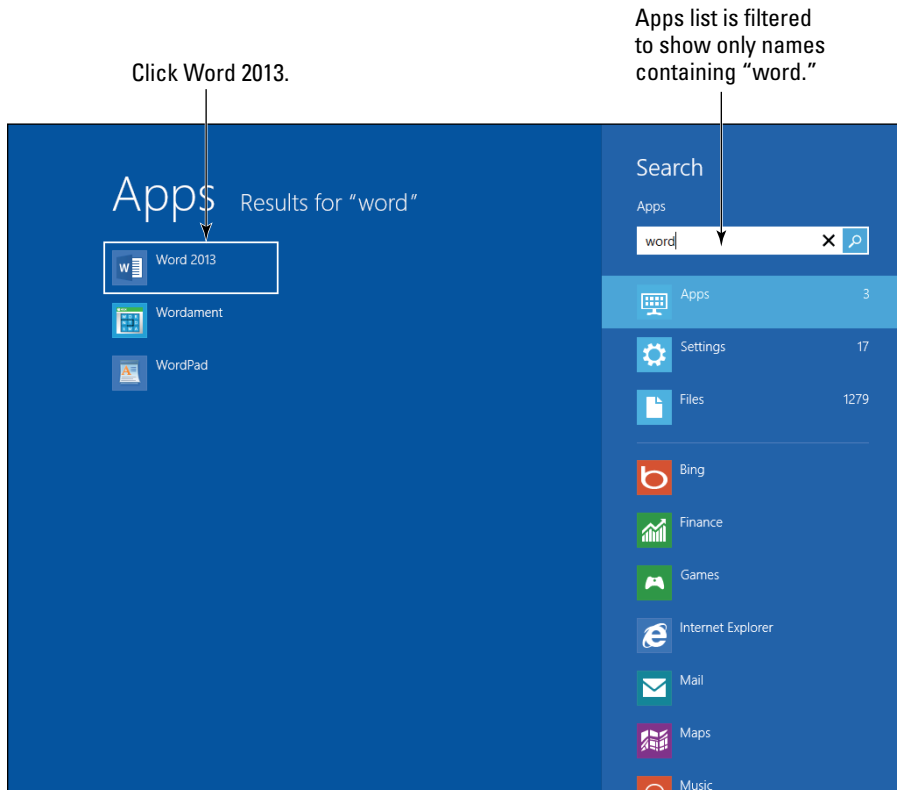 Apps list is filtered
to show only names
containing “word.”
Click Word 2013.
Apps Results for “word”
Word 2013
Wordament
WordPad
Search
Apps
word
Apps 3
Settings 17
Files 1279
Bing
Finance
Games
Internet Explorer
Mail
Maps
Music